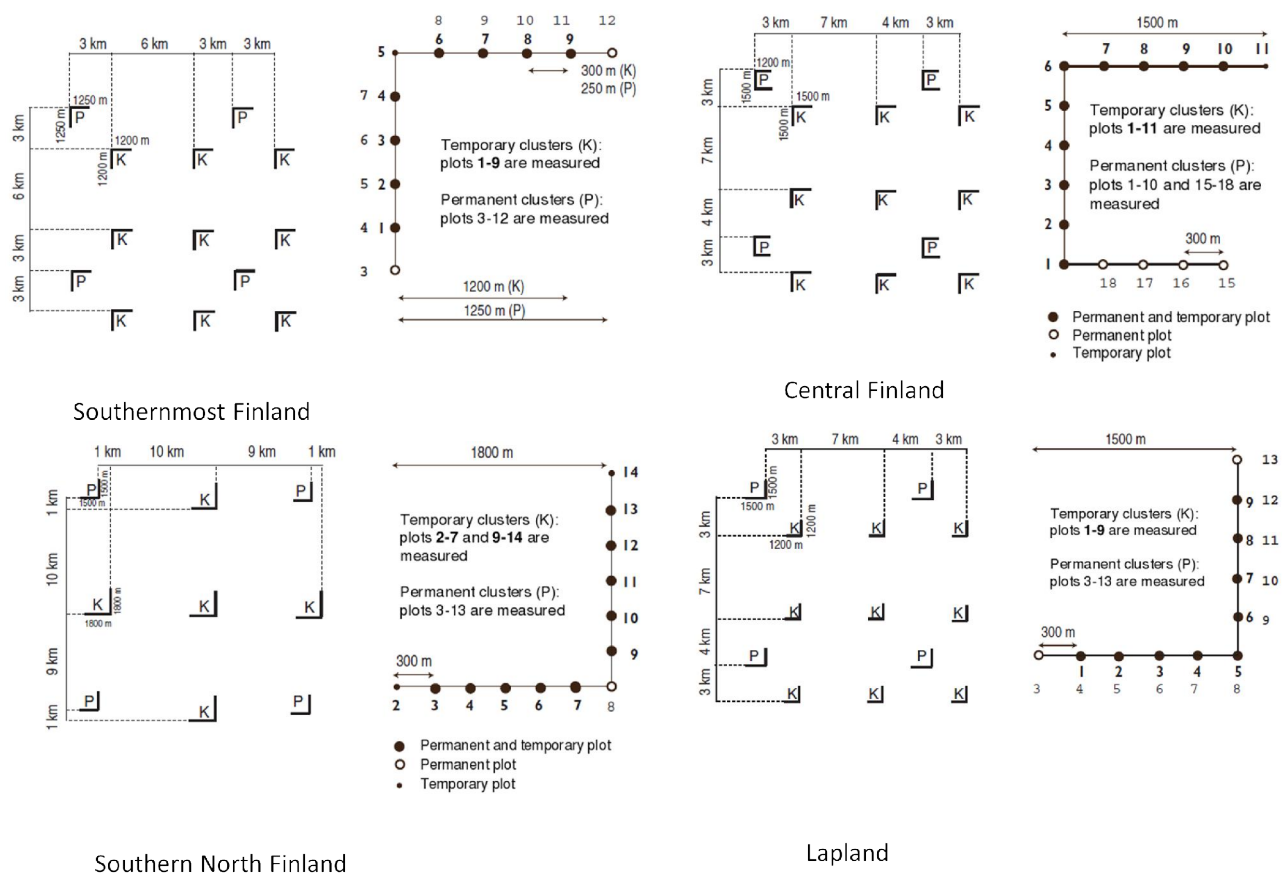 3 km 6 km 3 km 3 km
1250 m
1250 m
P P
1200 m
1200 m
K K K
K K K
P P
K K K
3 km
6 km
3 km
3 km
8 9 10 11 12
5 6 7 8 9
300 m (K)
250 m (P)
7 4
6 3
5 2
4 1
3
Temporary clusters (K):
plots 1-9 are measured
Permanent clusters (P):
plots 3-12 are measured
1200 m (K)
1250 m (P)
Southernmost Finland
3 km 7 km 4 km 3 km
1200 m
1500 m
P P
1500 m
1500 m
K K K
K K K
P P
K K K
3 km
7 km
4 km
3 km
1500 m
7 8 9 10 11
6
5
4
3
2
1
Temporary clusters (K):
plots 1-11 are measured
Permanent clusters (P):
plots 1-10 and 15-18 are
measured
300 m
18 17 16 15
Permanent and temporary plot
Permanent plot
Temporary plot
Central Finland
1 km 10 km 9 km 1 km
P K P
1500 m
1500 m
K K K
1800 m
1800 m
P K P
1 km
10 km
9 km
1 km
1800 m
14
13
12
11
10
9
Temporary clusters (K):
plots 2-7 and 9-14 are
measured
Permanent clusters (P):
plots 3-13 are measured
300 m
2 3 4 5 6 7 8
Permanent and temporary plot
Permanent plot
Temporary plot
Southern North Finland
3 km 7 km 4 km 3 km
P P
1500 m
1500 m
K K K
1200 m
1200 m
K K K
P P
K K K
3 km
7 km
4 km
3 km
1500 m
13
9 12
8 11
7 10
6 9
Temporary clusters (K):
plots 1-9 are measured
Permanent clusters (P):
plots 3-13 are measured
300 m
1 2 3 4 5
3 4 5 6 7 8
Lapland